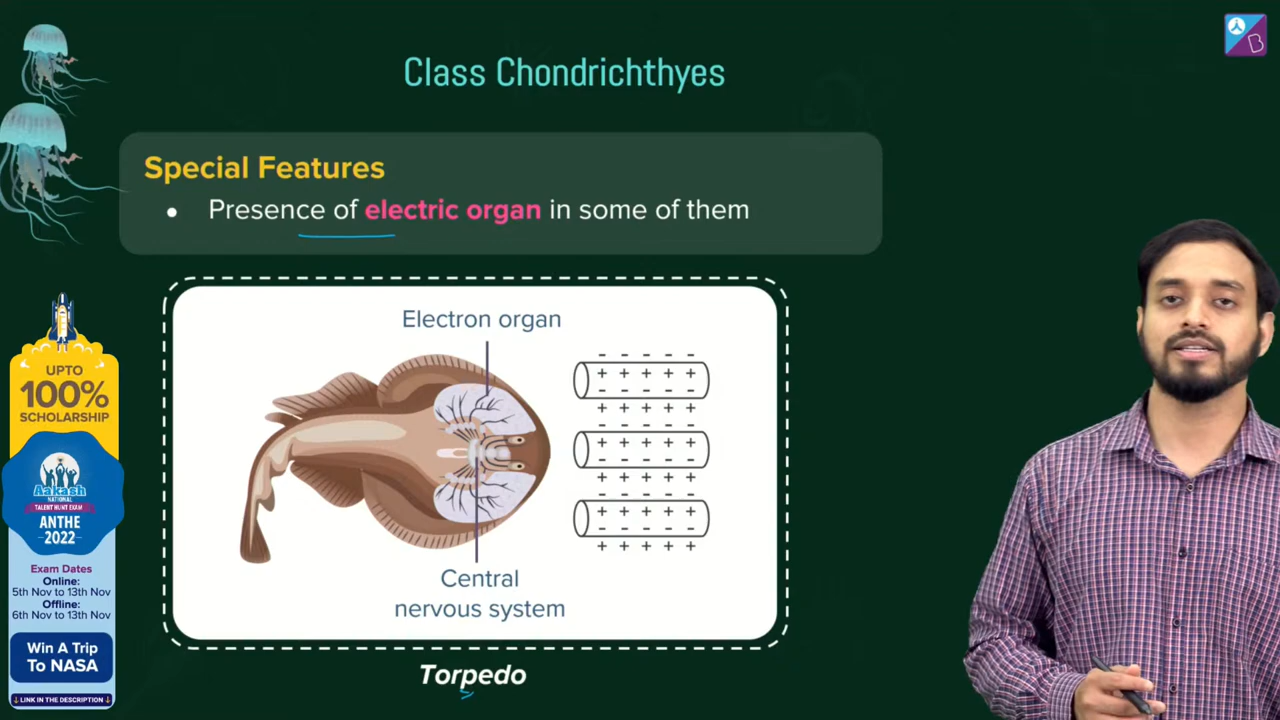 Class Chondrichthyes
B
Special Features
• Presence of electric organ in some of them
Electron organ
- - - - -
+ + + + +
- - - - -
+ + + + +
- - - - -
+ + + + +
- - - - -
+ + + + +
- - - - -
+ + + + +
- - - - -
+ + + + +
Central
nervous system
Torpedo
UPTO
100%
SCHOLARSHIP
Aakash
NATIONAL
TALENT HUNT EXAM
ANTHE
2022
Exam Dates
Online:
5th Nov to 13th Nov
Offline:
6th Nov to 13th Nov
Win A Trip
To NASA
↓ LINK IN THE DESCRIPTION ↓